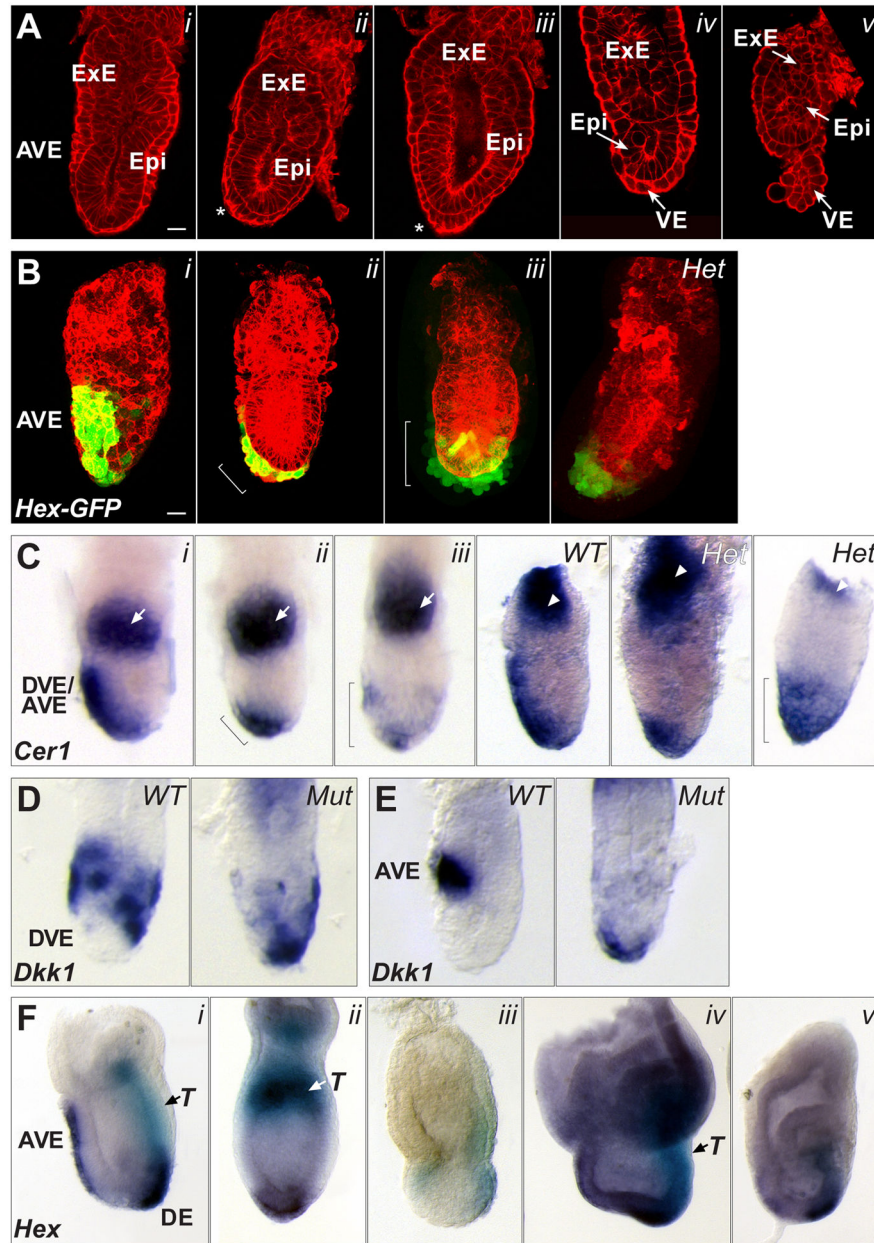 A i ii iii iv v
ExE ExE ExE ExE ExE
AVE Epi Epi Epi Epi Epi
* * VE VE
B i ii iii Het
AVE
Hex-GFP
C i ii iii WT Het Het
DVE/
AVE
Cer1
D WT Mut E WT Mut
AVE
DVE
Dkk1 Dkk1
F i ii iii iv v
T T T
AVE
DE
Hex